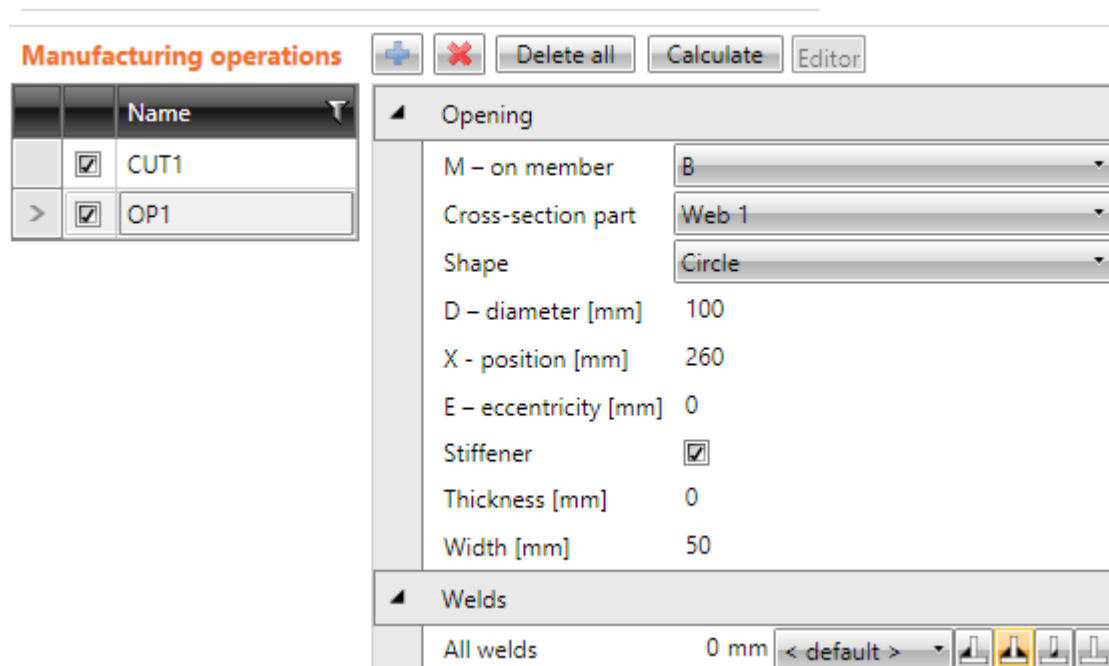 Manufacturing operations Delete all Calculate Editor
Name Opening
CUT1 M – on member B
OP1 Cross-section part Web 1
Shape Circle
D – diameter [mm] 100
X - position [mm] 260
E – eccentricity [mm] 0
Stiffener
Thickness [mm] 0
Width [mm] 50
Welds
All welds 0 mm < default >